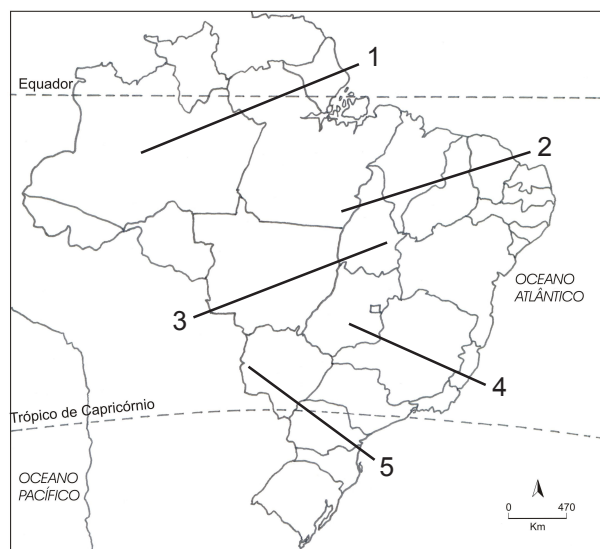 1
Equador
2
OCEANO
ATLÂNTICO
3
4
Trópico de Capricórnio
5
OCEANO
PACÍFICO
0 470
Km